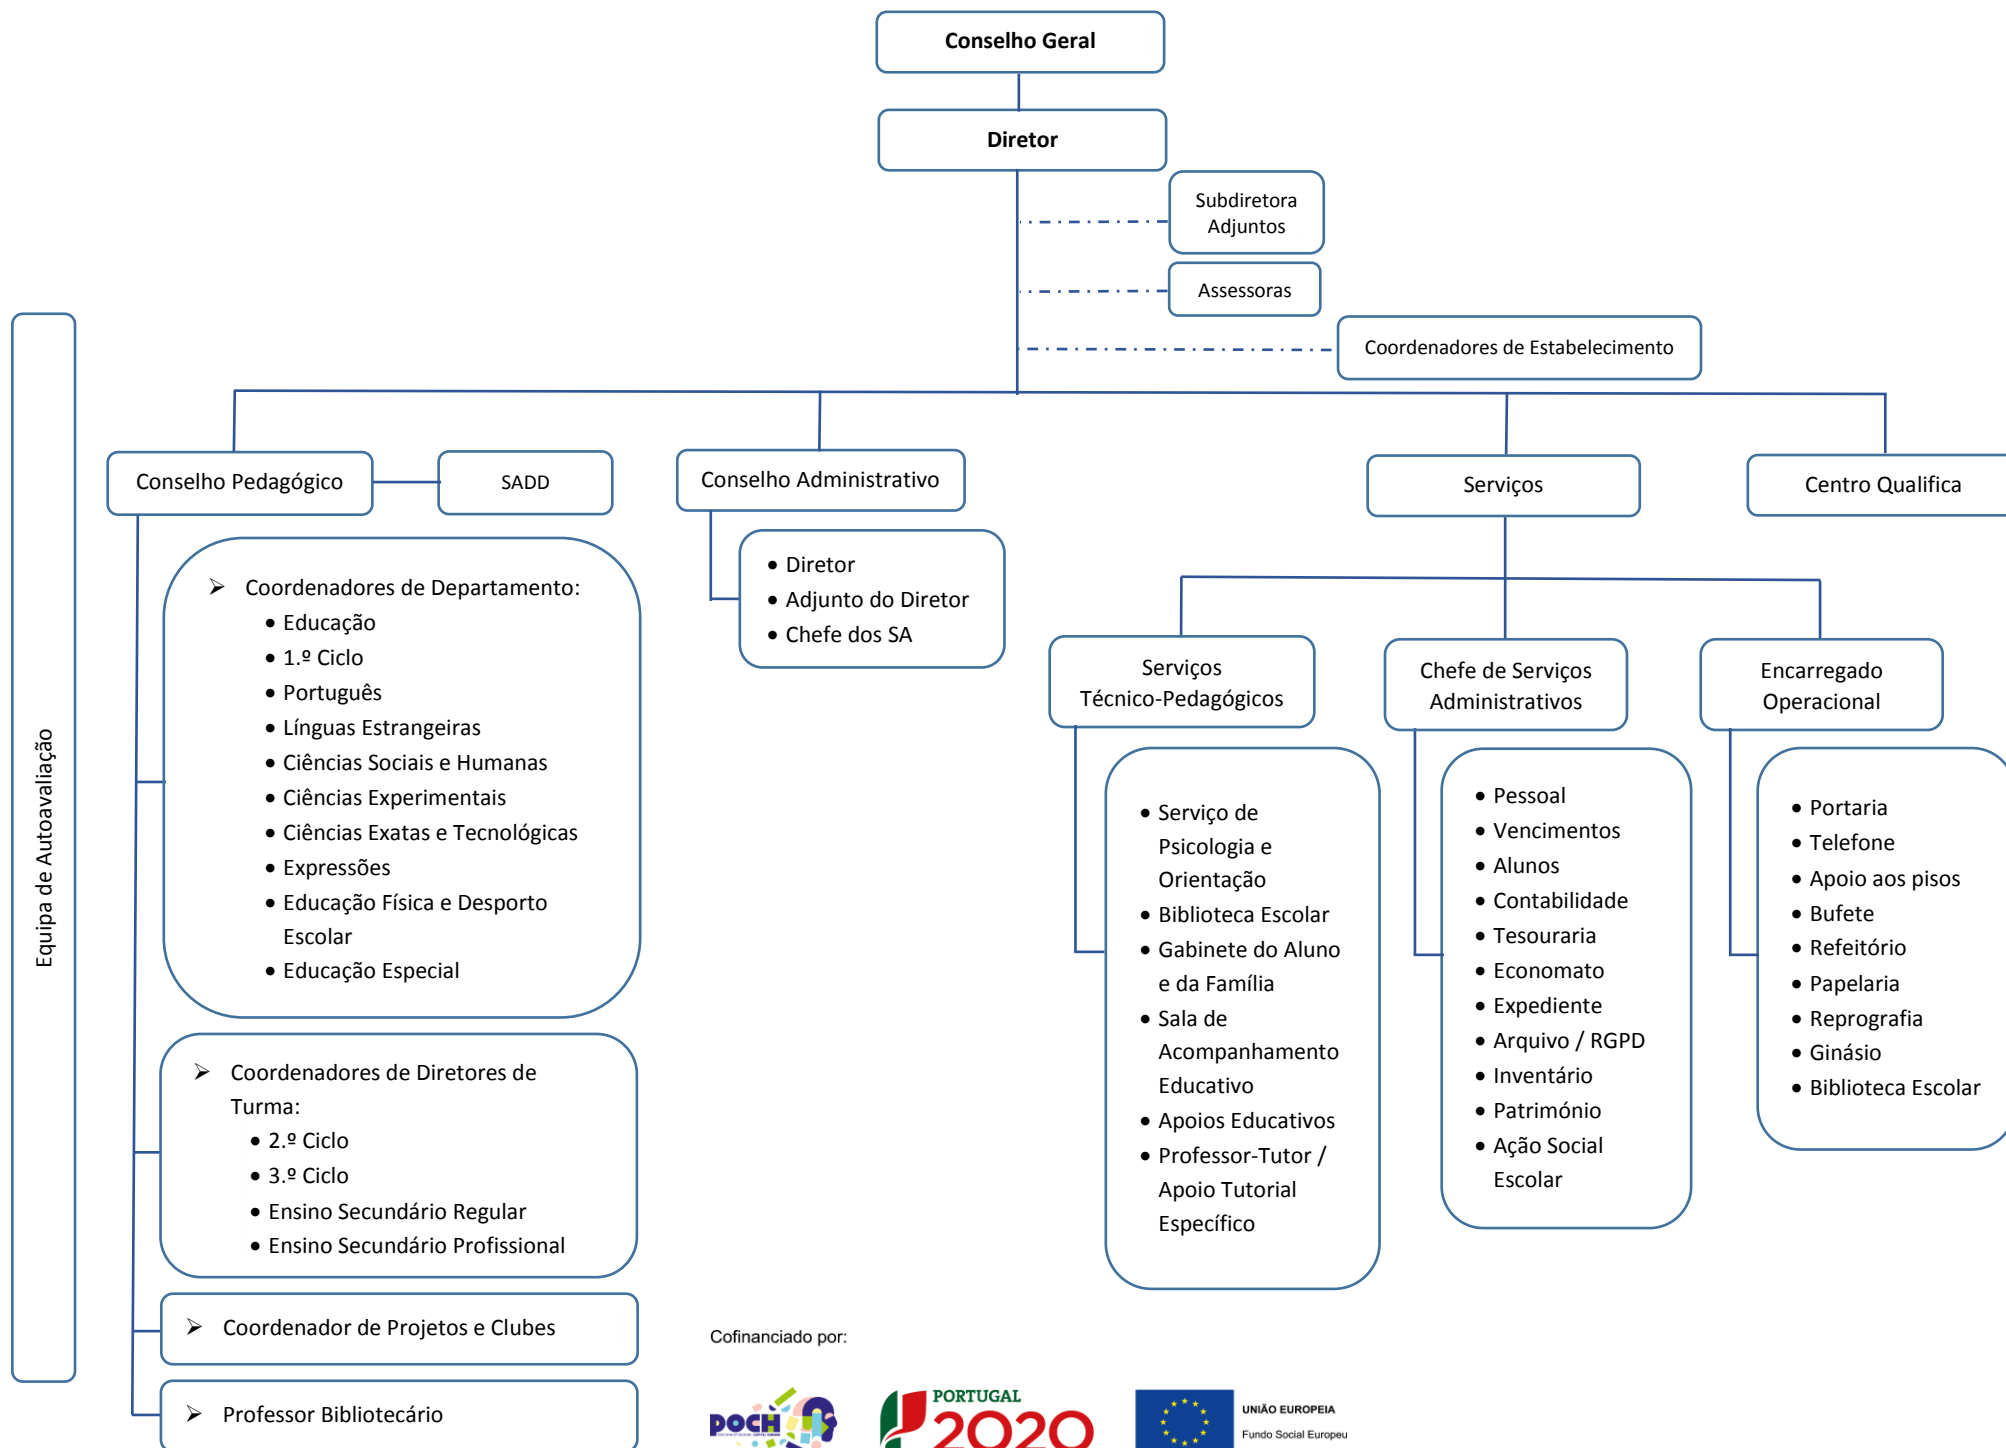 Conselho Geral
Diretor
Subdiretora
Adjuntos
Assessoras
Coordenadores de Estabelecimento
Equipa de Autoavaliação
Conselho Pedagógico
SADD
Conselho Administrativo
Serviços
Centro Qualifica
➢ Coordenadores de Departamento:
• Educação
• 1.º Ciclo
• Português
• Línguas Estrangeiras
• Ciências Sociais e Humanas
• Ciências Experimentais
• Ciências Exatas e Tecnológicas
• Expressões
• Educação Física e Desporto
Escolar
• Educação Especial
➢ Coordenadores de Diretores de
Turma:
• 2.º Ciclo
• 3.º Ciclo
• Ensino Secundário Regular
• Ensino Secundário Profissional
➢ Coordenador de Projetos e Clubes
➢ Professor Bibliotecário
• Diretor
• Adjunto do Diretor
• Chefe dos SA
Serviços
Técnico-Pedagógicos
• Serviço de
Psicologia e
Orientação
• Biblioteca Escolar
• Gabinete do Aluno
e da Família
• Sala de
Acompanhamento
Educativo
• Apoios Educativos
• Professor-Tutor /
Apoio Tutorial
Específico
Chefe de Serviços
Administrativos
• Pessoal
• Vencimentos
• Alunos
• Contabilidade
• Tesouraria
• Economato
• Expediente
• Arquivo / RGPD
• Inventário
• Património
• Ação Social
Escolar
Encarregado
Operacional
• Portaria
• Telefone
• Apoio aos pisos
• Bufete
• Refeitório
• Papelaria
• Reprografia
• Ginásio
• Biblioteca Escolar
Cofinanciado por:
POCH
PORTUGAL
2020
UNIÃO EUROPEIA
Fundo Social Europeu